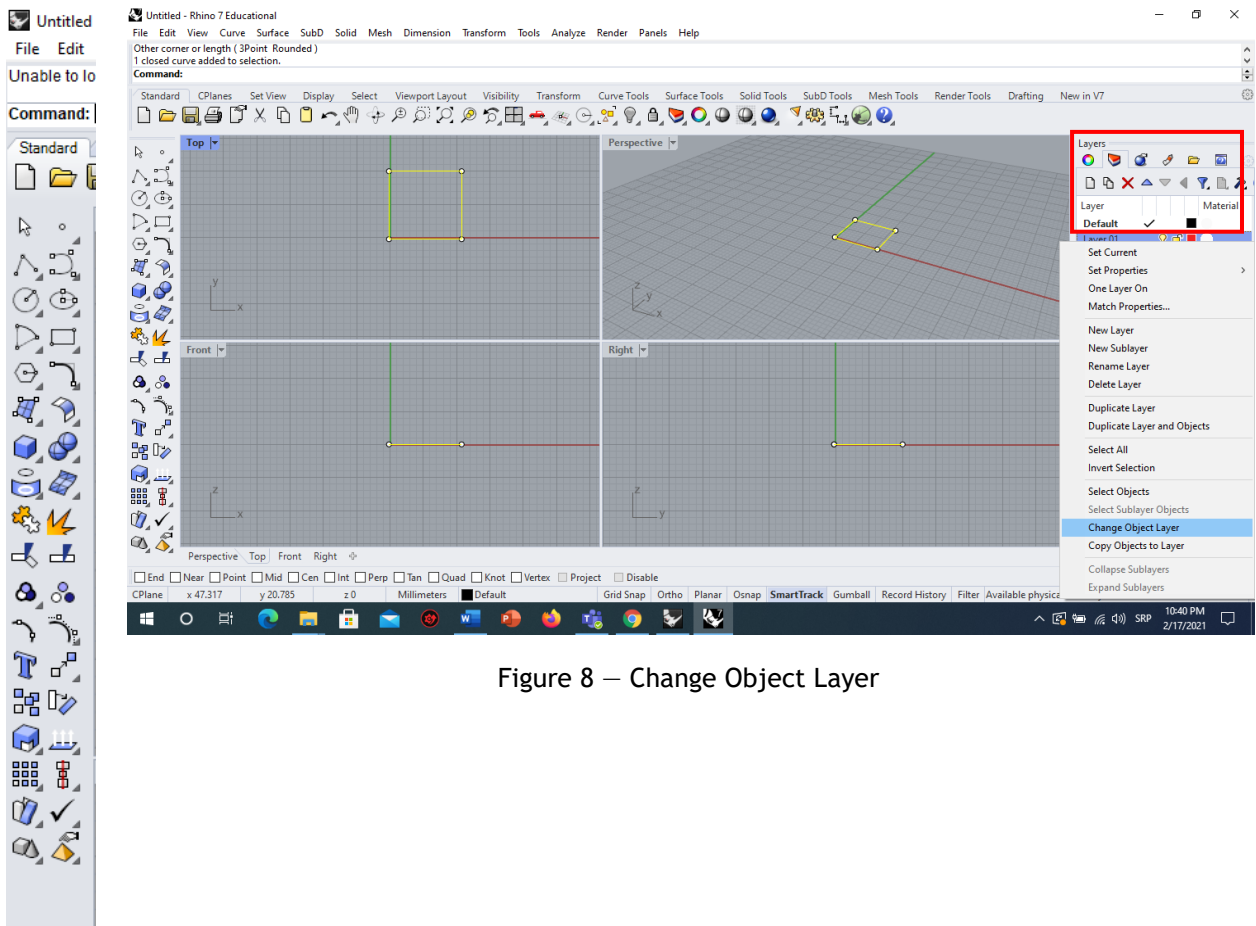 Untitled
File Edit
Unable to lo
Command:
Standard
Untitled - Rhino 7 Educational
File Edit View Curve Surface SubD Solid Mesh Dimension Transform Tools Analyze Render Panels Help
Other corner or length ( 3Point Rounded )
1 closed curve added to selection.
Command:
Standard CPlanes Set View Display Select Viewport Layout Visibility Transform Curve Tools Surface Tools Solid Tools SubD Tools Mesh Tools Render Tools Drafting New in V7
Top
y
x
Perspective
z
y
x
Front
z
x
Right
z
y
Layers
Layer Material
Default
Layer 01
Set Current
Set Properties
One Layer On
Match Properties...
New Layer
New Sublayer
Rename Layer
Delete Layer
Duplicate Layer
Duplicate Layer and Objects
Select All
Invert Selection
Select Objects
Select Sublayer Objects
Change Object Layer
Copy Objects to Layer
Collapse Sublayers
Expand Sublayers
Perspective Top Front Right
End Near Point Mid Cen Int Perp Tan Quad Knot Vertex Project Disable
CPlane x 47.317 y 20.785 z 0 Millimeters Default Grid Snap Ortho Planar Osnap SmartTrack Gumball Record History Filter Available physica
SRP
10:40 PM
2/17/2021
Figure 8 — Change Object Layer